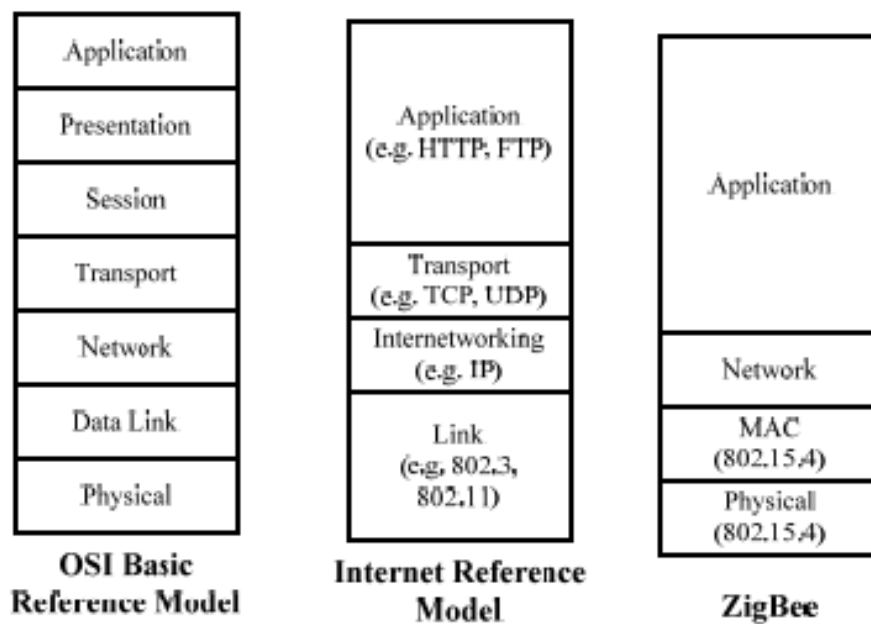 Application
Presentation
Session
Transport
Network
Data Link
Physical
OSI Basic
Reference Model
Application
(e.g. HTTP, FTP)
Transport
(e.g. TCP, UDP)
Internetworking
(e.g. IP)
Link
(e.g, 802.3,
802.11)
Internet Reference
Model
Application
Network
MAC
(802.15.4)
Physical
(802.15.4)
ZigBee